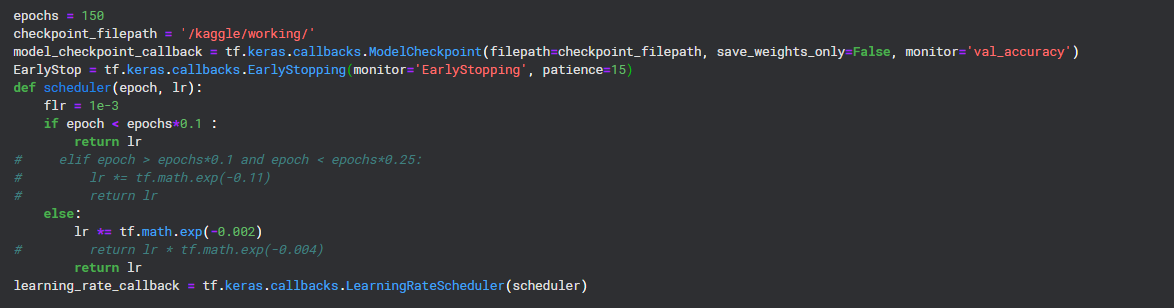 epochs = 150
checkpoint_filepath = '/kaggle/working/'
model_checkpoint_callback = tf.keras.callbacks.ModelCheckpoint(filepath=checkpoint_filepath, save_weights_only=False, monitor='val_accuracy')
EarlyStop = tf.keras.callbacks.EarlyStopping(monitor='EarlyStopping', patience=15)
def scheduler(epoch, lr):
    flr = 1e-3
    if epoch < epochs*0.1 :
        return lr
#     elif epoch > epochs*0.1 and epoch < epochs*0.25:
#         lr *= tf.math.exp(-0.11)
#         return lr
    else:
        lr *= tf.math.exp(-0.002)
#         return lr * tf.math.exp(-0.004)
        return lr
learning_rate_callback = tf.keras.callbacks.LearningRateScheduler(scheduler)